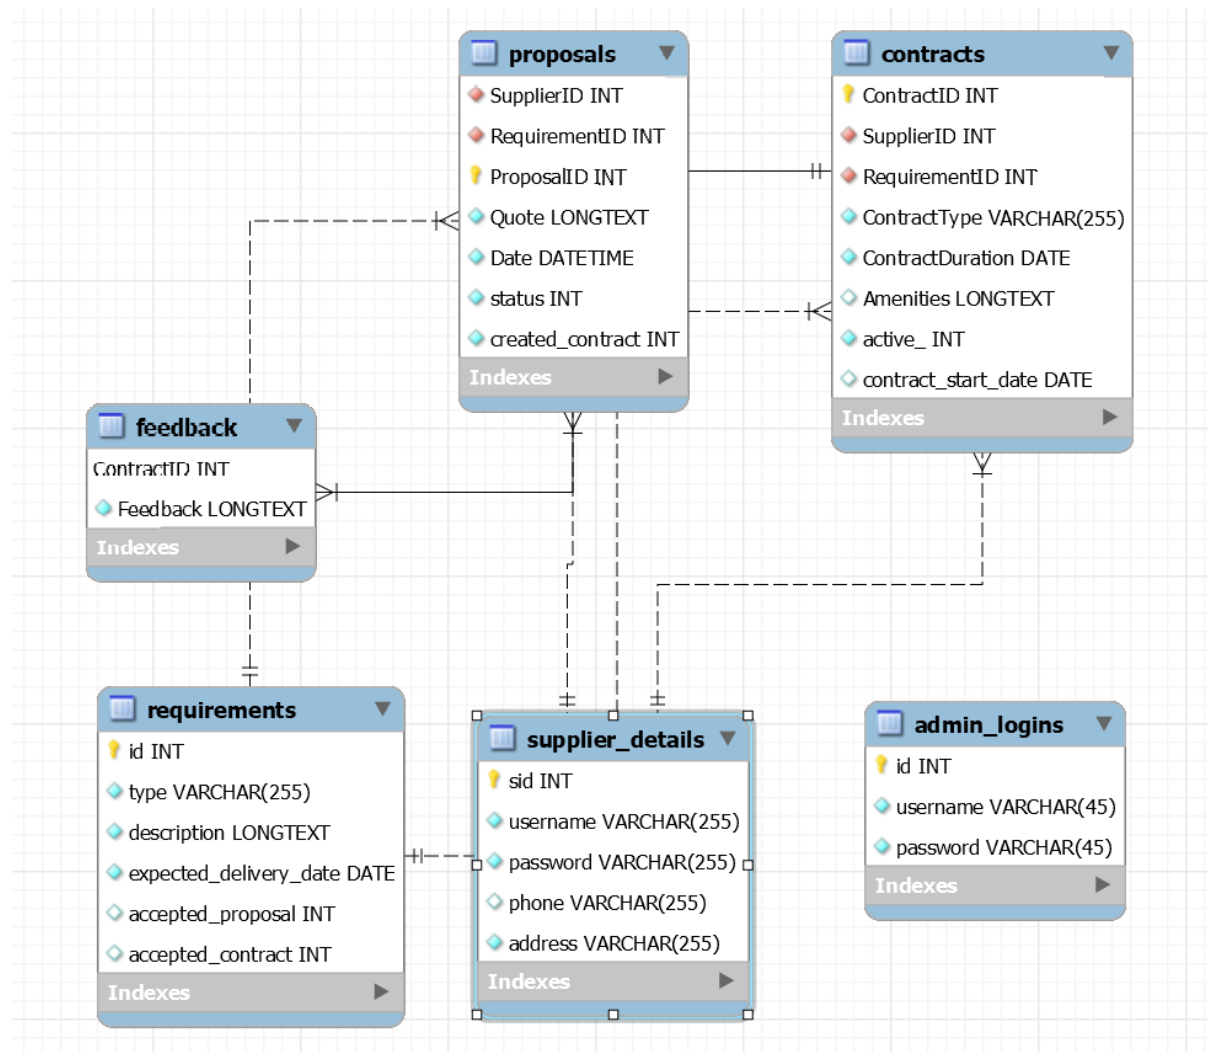 proposals
SupplierID INT
RequirementID INT
ProposalID INT
Quote LONGTEXT
Date DATETIME
status INT
created_contract INT
Indexes
contracts
ContractID INT
SupplierID INT
RequirementID INT
ContractType VARCHAR(255)
ContractDuration DATE
Amenities LONGTEXT
active_ INT
contract_start_date DATE
Indexes
feedback
ContractID INT
Feedback LONGTEXT
Indexes
requirements
id INT
type VARCHAR(255)
description LONGTEXT
expected_delivery_date DATE
accepted_proposal INT
accepted_contract INT
Indexes
supplier_details
sid INT
username VARCHAR(255)
password VARCHAR(255)
phone VARCHAR(255)
address VARCHAR(255)
Indexes
admin_logins
id INT
username VARCHAR(45)
password VARCHAR(45)
Indexes